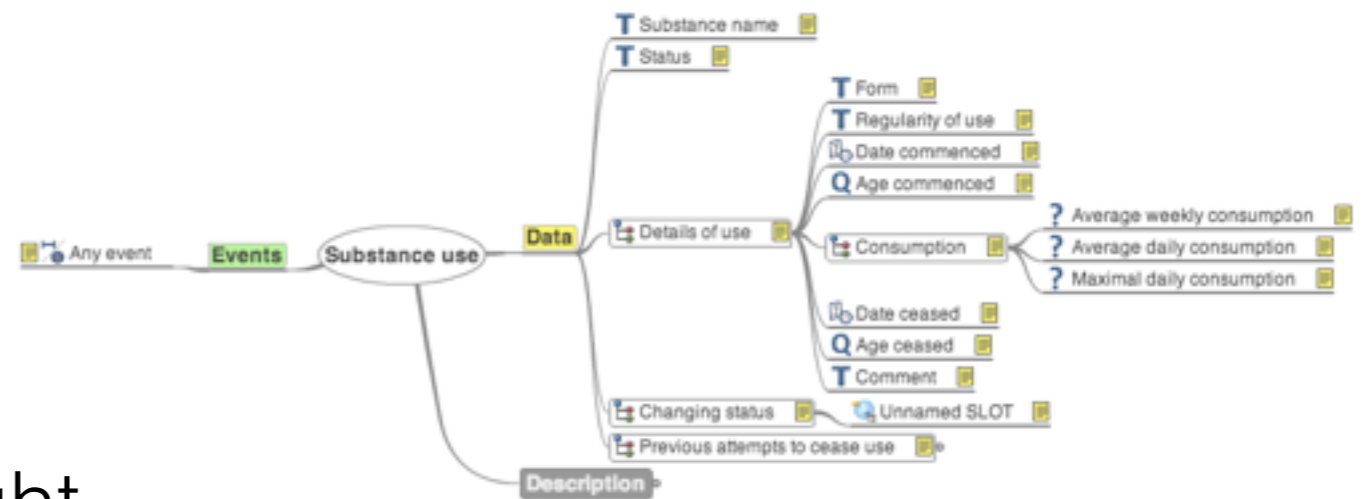 Substance name
Status
Form
Regularity of use
Date commenced
Age commenced
Average weekly consumption
Any event
Events
Substance use
Data
Details of use
Consumption
Average daily consumption
Maximal daily consumption
Date ceased
Age ceased
Comment
Changing status
Unnamed SLOT
Previous attempts to cease use
Description